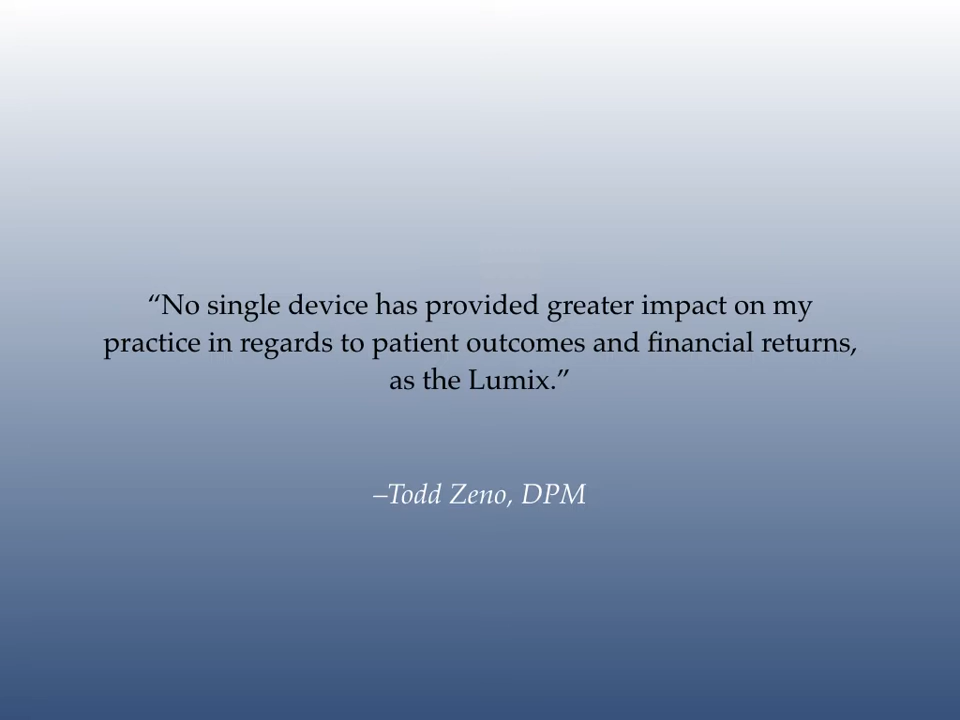 “No single device has provided greater impact on my
practice in regards to patient outcomes and financial returns,
as the Lumix.”
–Todd Zeno, DPM